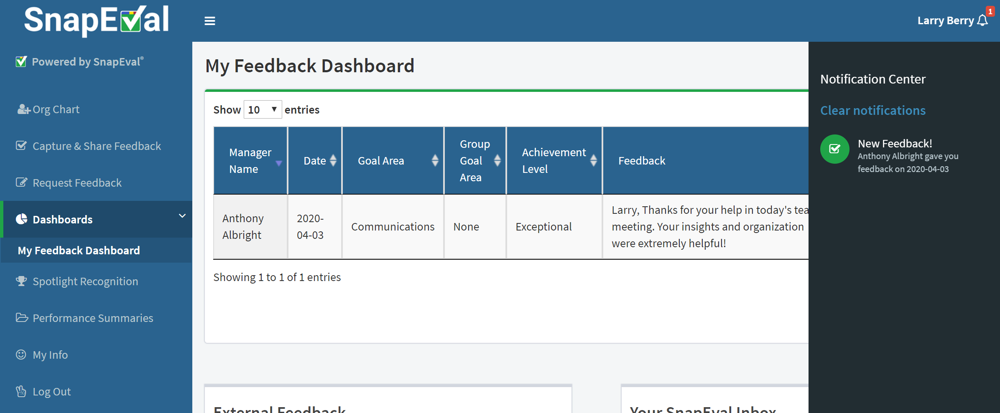 SnapEval
Larry Berry
1
Powered by SnapEval®
Org Chart
Capture & Share Feedback
Request Feedback
Dashboards
My Feedback Dashboard
Spotlight Recognition
Performance Summaries
My Info
Log Out
My Feedback Dashboard
Show 10 entries
Manager
Name
Date
Goal Area
Group
Goal
Area
Achievement
Level
Feedback
Anthony
Albright
2020-
04-03
Communications
None
Exceptional
Larry, Thanks for your help in today's tea
meeting. Your insights and organization
were extremely helpful!
Showing 1 to 1 of 1 entries
External Feedback
Your SnapEval Inbox
Notification Center
Clear notifications
New Feedback!
Anthony Albright gave you
feedback on 2020-04-03